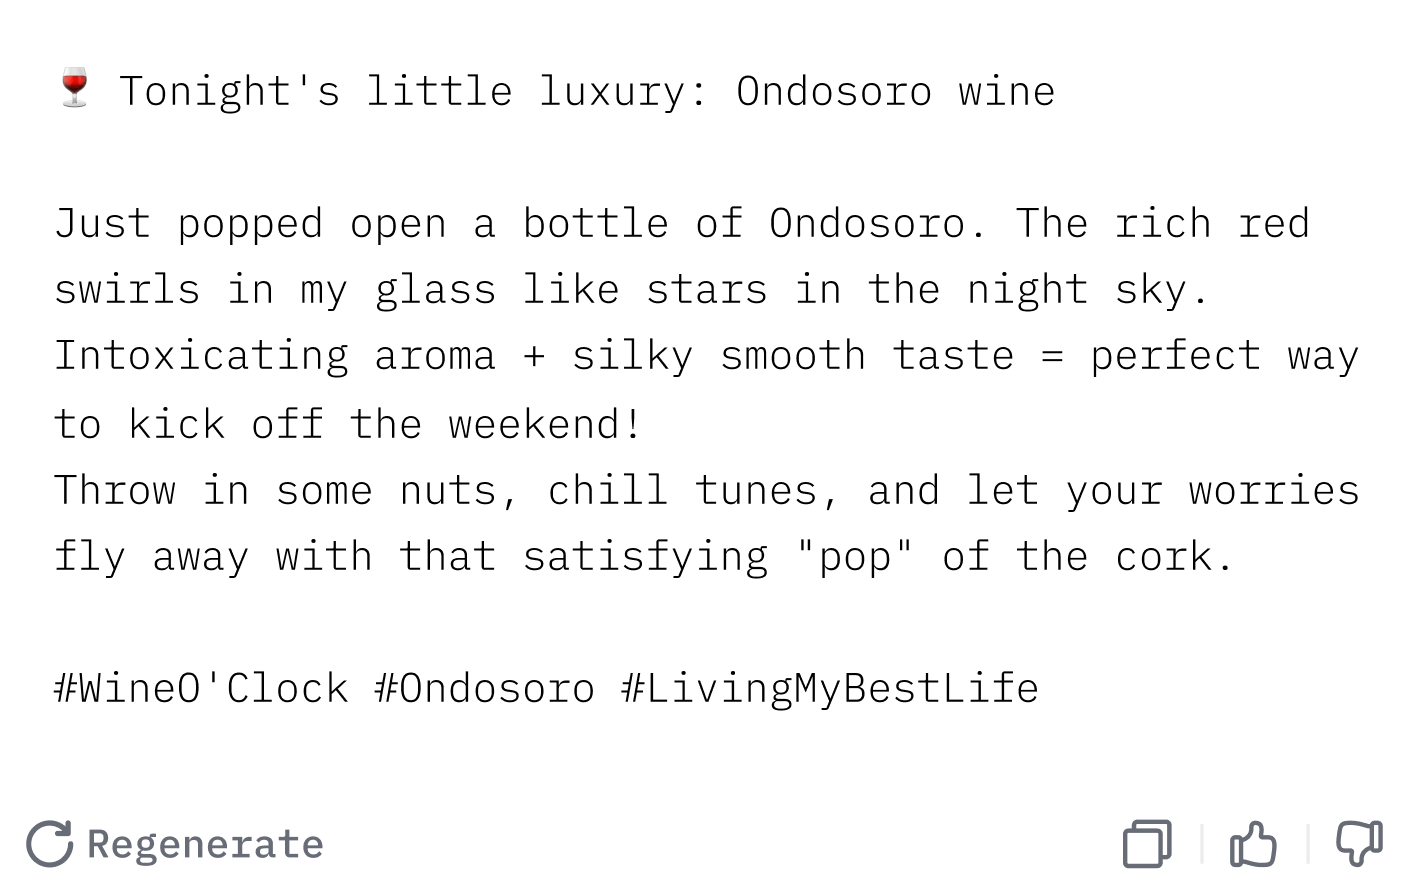 🍷 Tonight's little luxury: Ondosoro wine
Just popped open a bottle of Ondosoro. The rich red
swirls in my glass like stars in the night sky.
Intoxicating aroma + silky smooth taste = perfect way
to kick off the weekend!
Throw in some nuts, chill tunes, and let your worries
fly away with that satisfying "pop" of the cork.
#WineO'Clock #Ondosoro #LivingMyBestLife
Regenerate